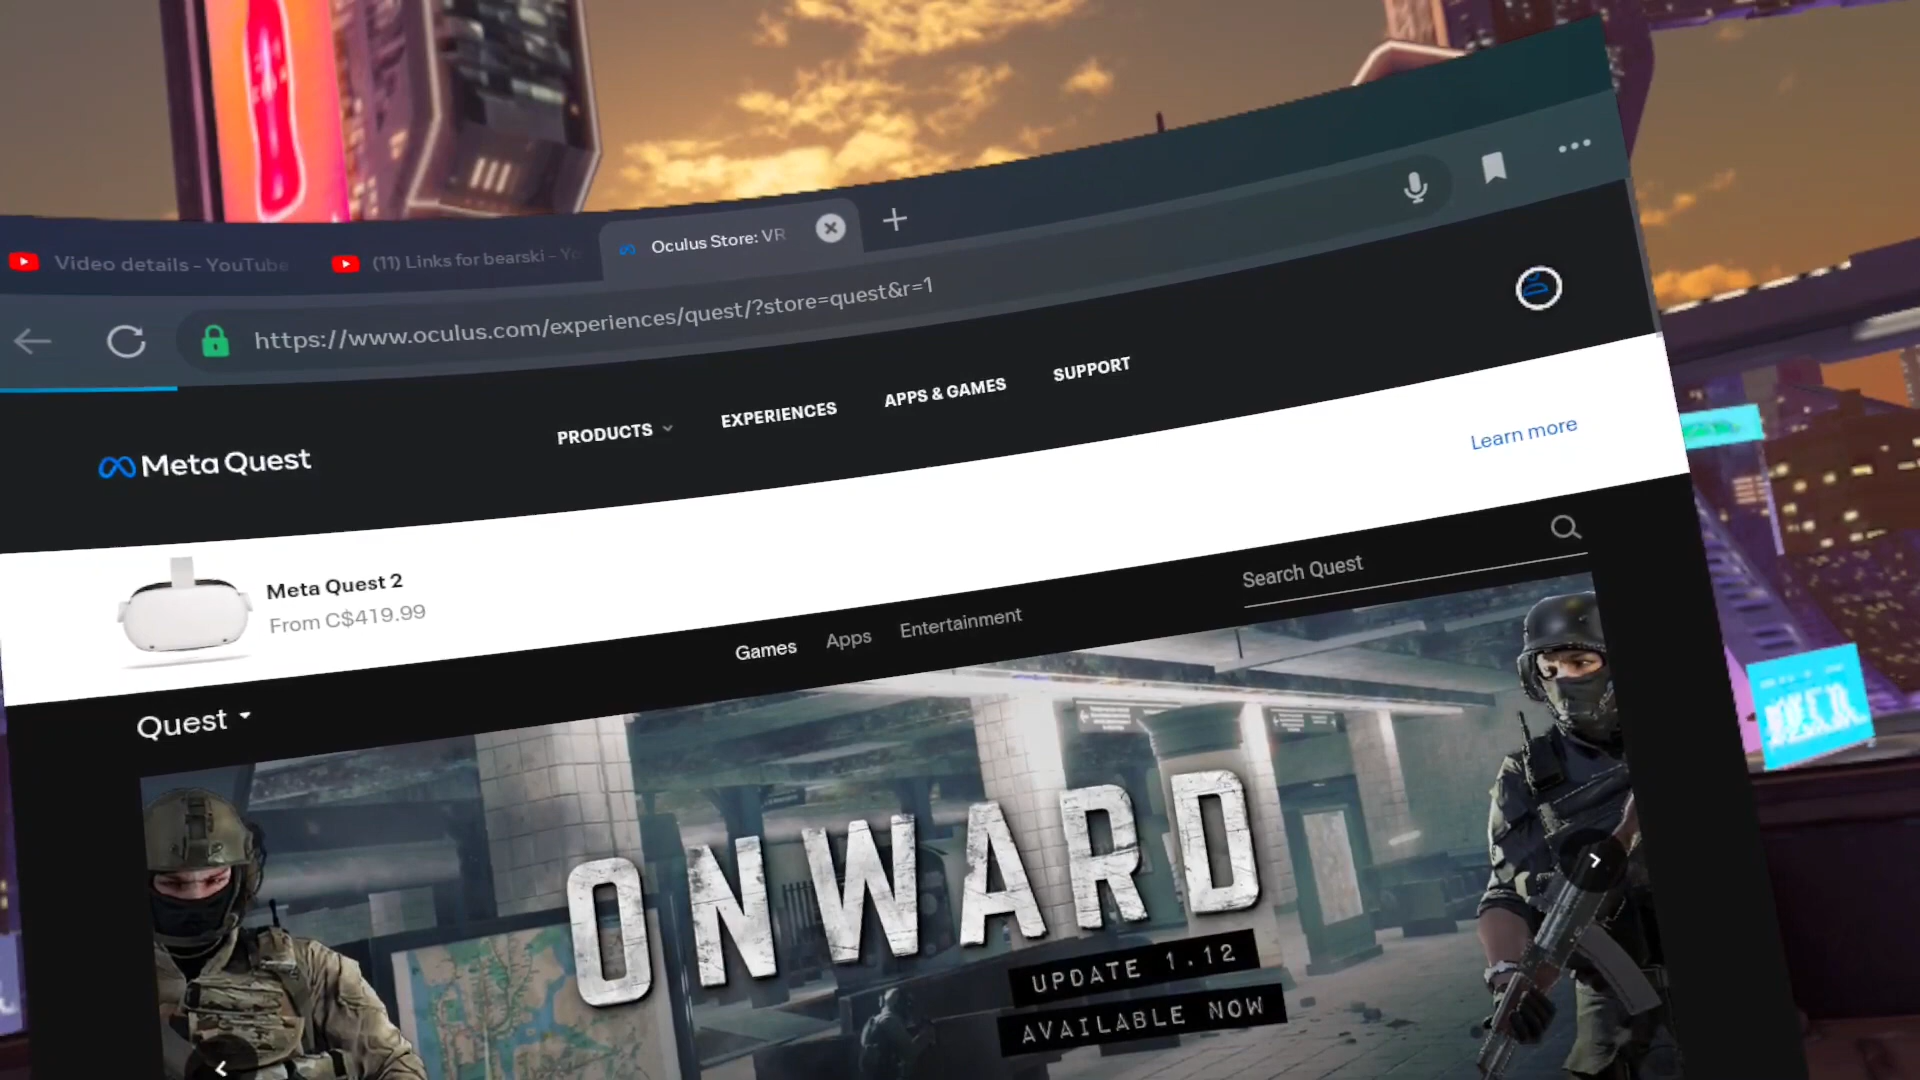 Video details - YouTube
(11) Links for bearski - Yo
Oculus Store: VR
https://www.oculus.com/experiences/quest/?store=quest&r=1
Meta Quest
PRODUCTS
EXPERIENCES
APPS & GAMES
SUPPORT
Learn more
Meta Quest 2
From C$419.99
Search Quest
Games
Apps
Entertainment
Quest
ONWARD
UPDATE 1.12
AVAILABLE NOW